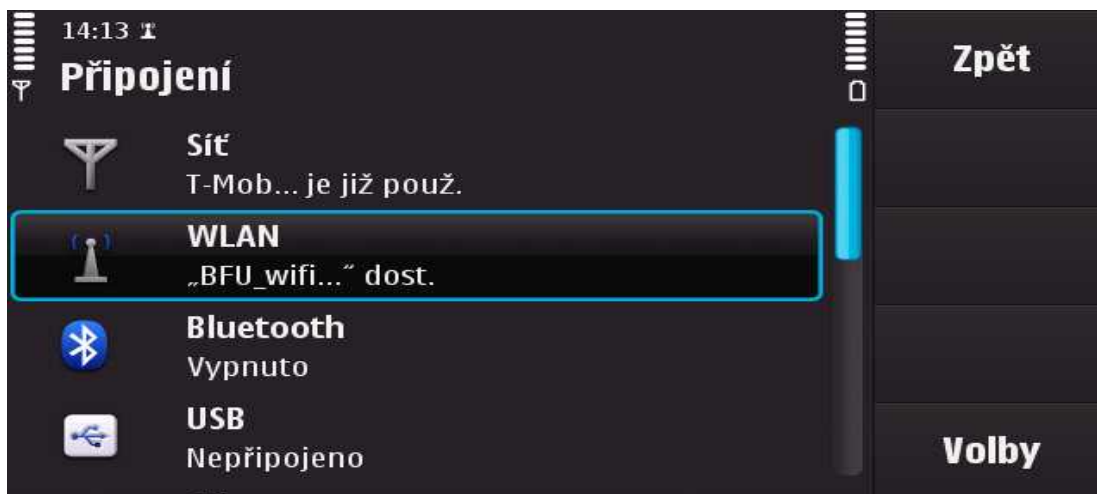 14:13
Připojení
Zpět
Síť
T-Mob... je již použ.
WLAN
„BFU_wifi...“ dost.
Bluetooth
Vypnuto
USB
Nepřipojeno
Volby